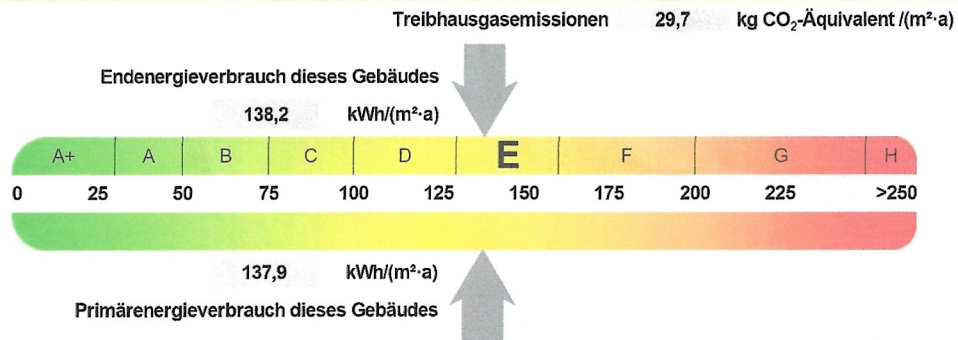 Treibhausgasemissionen 29,7 kg CO₂-Äquivalent /(m²·a)
Endenergieverbrauch dieses Gebäudes
138,2 kWh/(m²·a)
A+ A B C D E F G H
0 25 50 75 100 125 150 175 200 225 >250
137,9 kWh/(m²·a)
Primärenergieverbrauch dieses Gebäudes